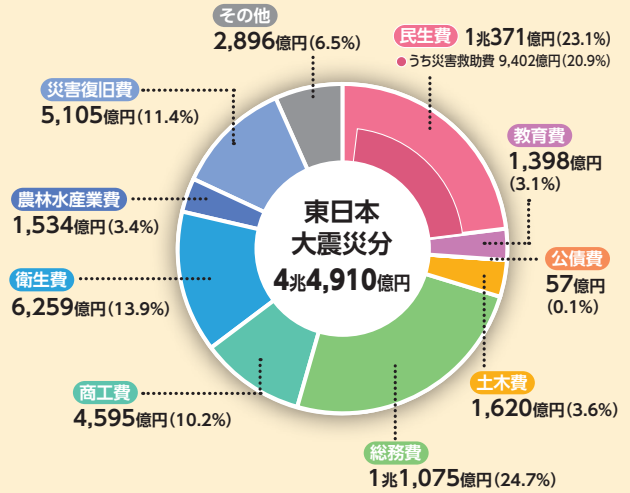 その他
2,896億円(6.5%)
民生費 1兆371億円(23.1%)
●うち災害救助費 9,402億円(20.9%)
災害復旧費
5,105億円(11.4%)
教育費
1,398億円
(3.1%)
農林水産業費
1,534億円(3.4%)
東日本
大震災分
4兆4,910億円
公債費
57億円
(0.1%)
衛生費
6,259億円(13.9%)
土木費
1,620億円(3.6%)
商工費
4,595億円(10.2%)
総務費
1兆1,075億円(24.7%)